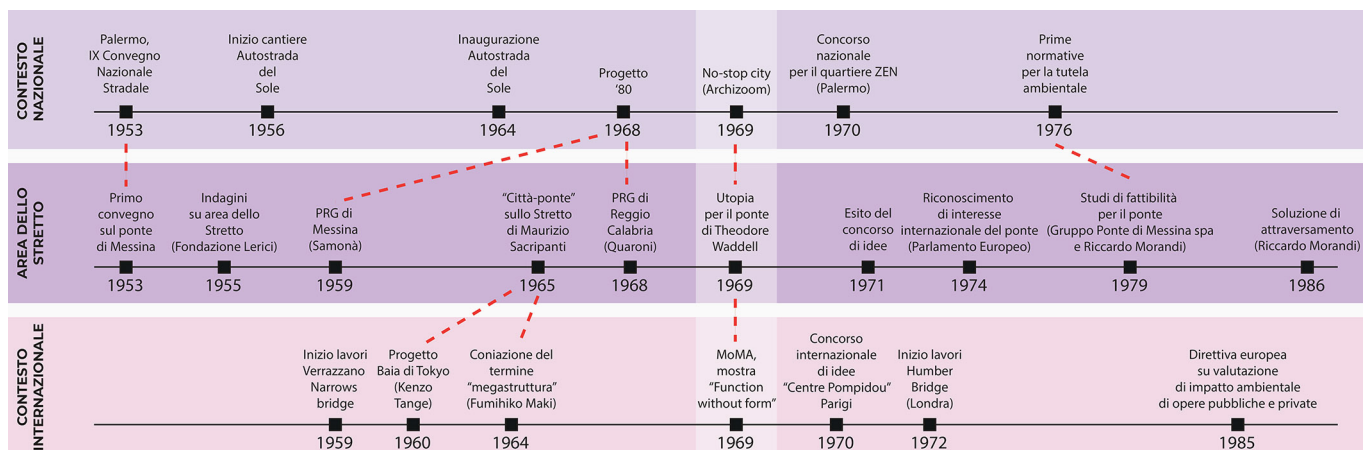 CONTESTO
NAZIONALE
Palermo,
IX Convegno
Nazionale
Stradale
1953
Inizio cantiere
Autostrada
del
Sole
1956
Inaugurazione
Autostrada
del
Sole
1964
Progetto
‘80
1968
No-stop city
(Archizoom)
1969
Concorso
nazionale
per il quartiere ZEN
(Palermo)
1970
Prime
normative
per la tutela
ambientale
1976
AREA DELLO
STRETTO
Primo
convegno
sul ponte
di Messina
1953
Indagini
su area dello
Stretto
(Fondazione Lerici)
1955
PRG di
Messina
(Samonà)
1959
“Città-ponte”
sullo Stretto
di Maurizio
Sacripanti
1965
PRG di
Reggio
Calabria
(Quaroni)
1968
Utopia
per il ponte
di Theodore
Waddell
1969
Esito del
concorso
di idee
1971
Riconoscimento
di interesse
internazionale del ponte
(Parlamento Europeo)
1974
Studi di fattibilità
per il ponte
(Gruppo Ponte di Messina spa
e Riccardo Morandi)
1979
Soluzione di
attraversamento
(Riccardo Morandi)
1986
CONTESTO
INTERNAZIONALE
Inizio lavori
Verrazzano
Narrows
bridge
1959
Progetto
Baia di Tokyo
(Kenzo
Tange)
1960
Coniazione del
termine
“megastruttura”
(Fumihiko Maki)
1964
MoMA,
mostra
“Function
without form”
1969
Concorso
internazionale
di idee
“Centre Pompidou”
Parigi
1970
Inizio lavori
Humber
Bridge
(Londra)
1972
Direttiva europea
su valutazione
di impatto ambientale
di opere pubbliche e private
1985